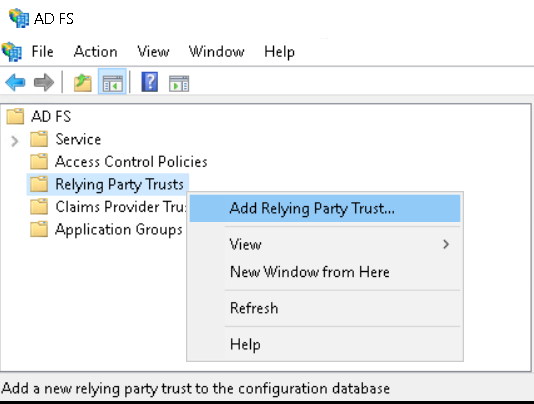 AD FS
File Action View Window Help
AD FS
Service
Access Control Policies
Relying Party Trusts
Claims Provider Tru
Application Groups
Add Relying Party Trust...
View
New Window from Here
Refresh
Help
Add a new relying party trust to the configuration database